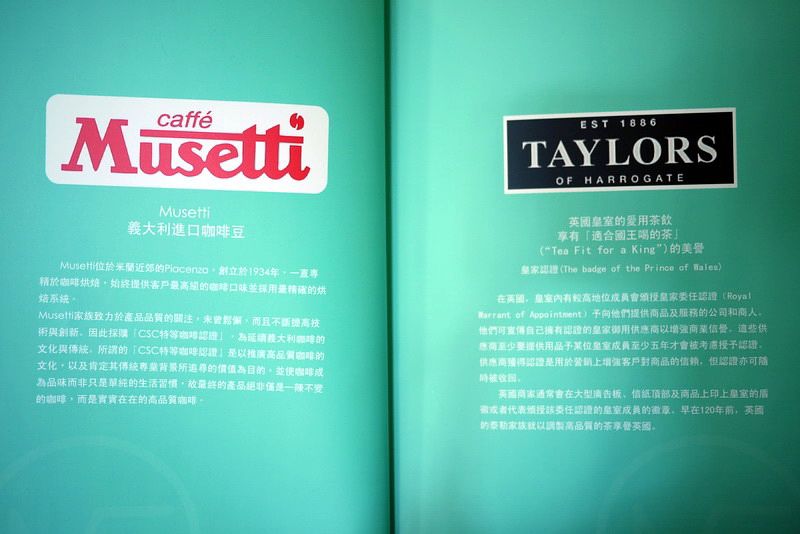 caffé
Musetti
Musetti
義大利進口咖啡豆
Musetti位於米蘭近郊的Piacenza，創立於1934年，一直專
精於咖啡烘焙，始終提供客戶最高級的咖啡口味並採用最精確的烘
焙系統。
Musetti家族致力於產品品質的關注，未曾鬆懈，而且不斷提高技
術與創新。因此採購「CSC特等咖啡認證」，為延續義大利咖啡的
文化與傳統。所謂的「CSC特等咖啡認證」是以推廣高品質咖啡的
文化，以及肯定其傳統專業背景所追尋的價值為目的，並使咖啡成
為品味而非只是單純的生活習慣，故最終的產品絕非僅是一陳不變
的咖啡，而是實實在在的高品質咖啡。
EST 1886
TAYLORS
OF HARROGATE
英國皇室的愛用茶飲
享有「適合國王喝的茶」
(“Tea Fit for a King”)的美譽
皇家認證(The badge of the Prince of Wales)
在英國，皇室內有較高地位成員會頒授皇家委任認證（Royal
Warrant of Appointment）予向他們提供商品及服務的公司和商人。
他們可宣傳自己擁有認證的皇家御用供應商以增強商業信譽。這些供
應商至少要提供用品予某位皇室成員至少五年才會被考慮授予認證。
供應商獲得認證是用於營銷上增強客戶對商品的信賴，但認證亦可隨
時被收回。
英國商家通常會在大型廣告板、信紙頂部及商品上印上皇室的盾
徽或者代表頒授該委任認證的皇室成員的徽章。早在120年前，英國
的泰勒家族就以調製高品質的茶享譽英國。